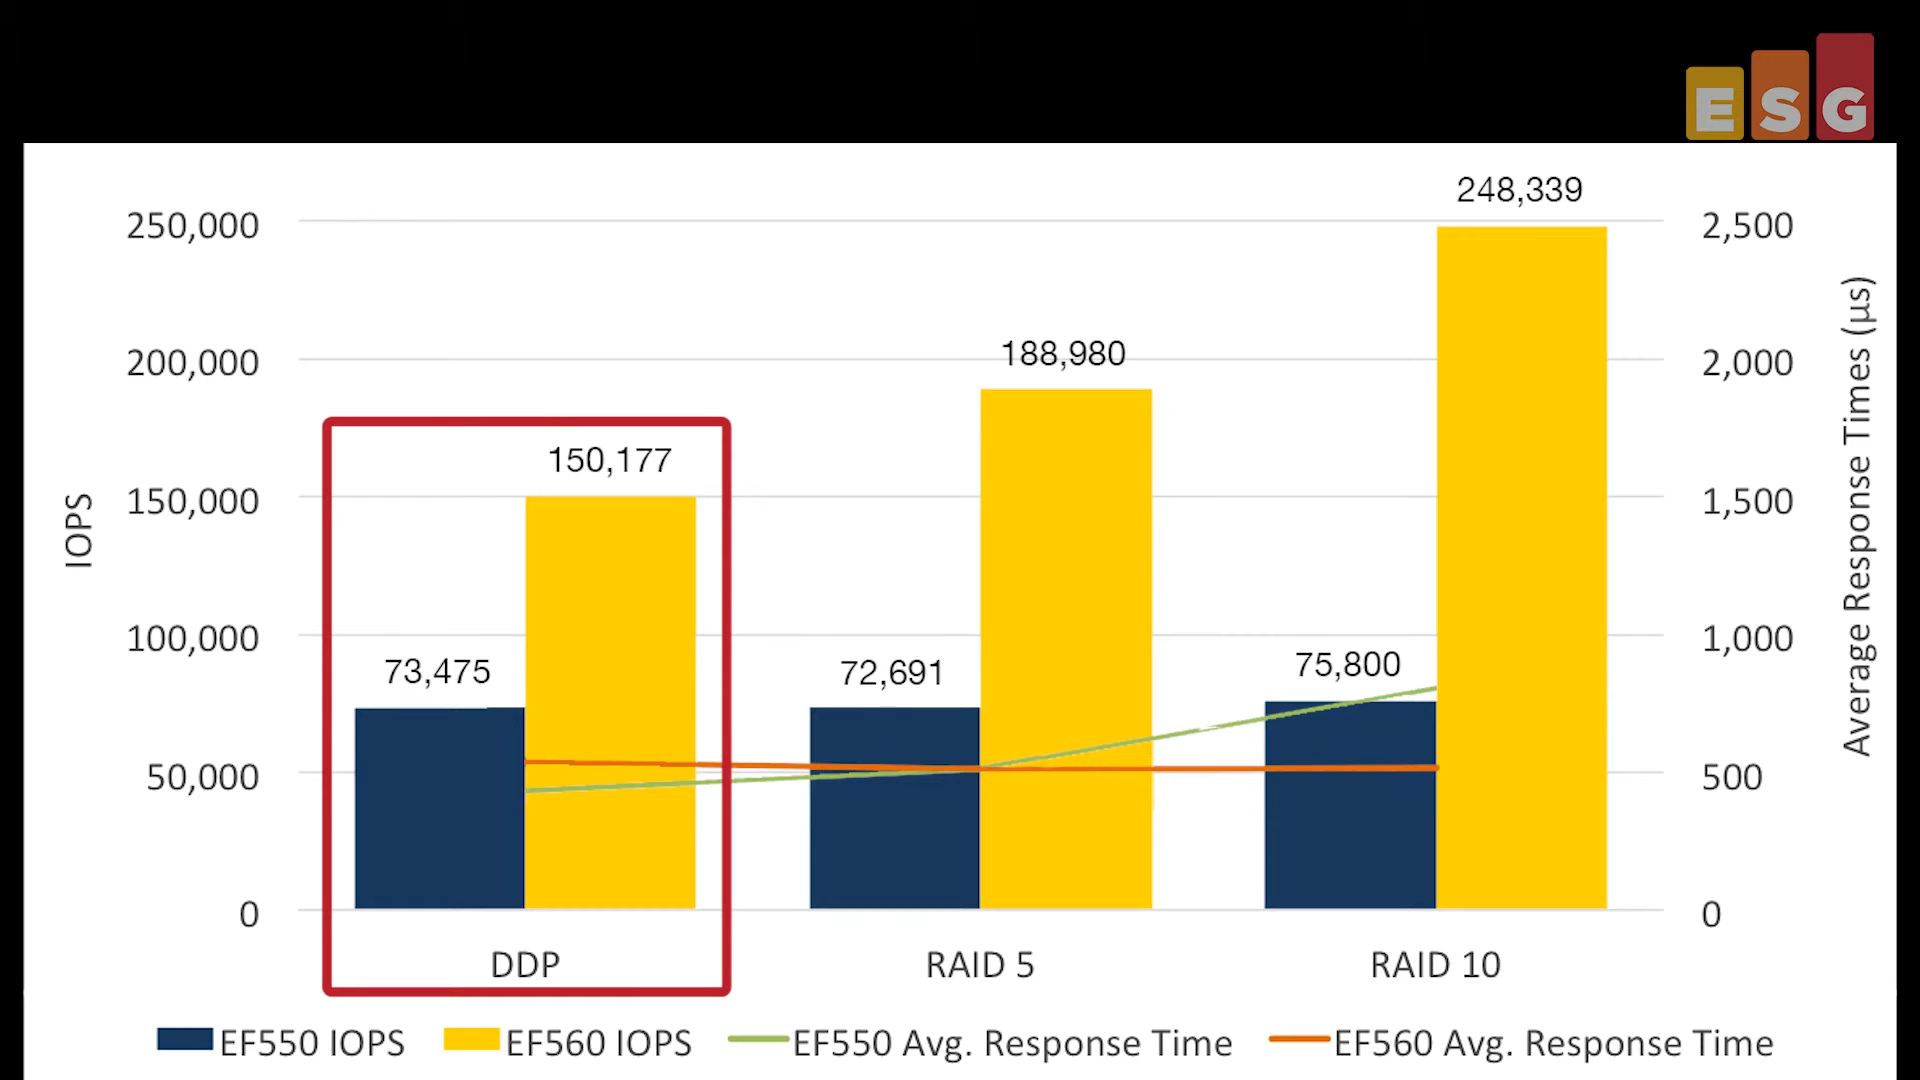 ESG
248,339
250,000
2,500
188,980
200,000
2,000
150,177
150,000
1,500
IOPS
Average Response Times (µs)
100,000
1,000
73,475
72,691
75,800
50,000
500
0
0
DDP
RAID 5
RAID 10
EF550 IOPS
EF560 IOPS
EF550 Avg. Response Time
EF560 Avg. Response Time